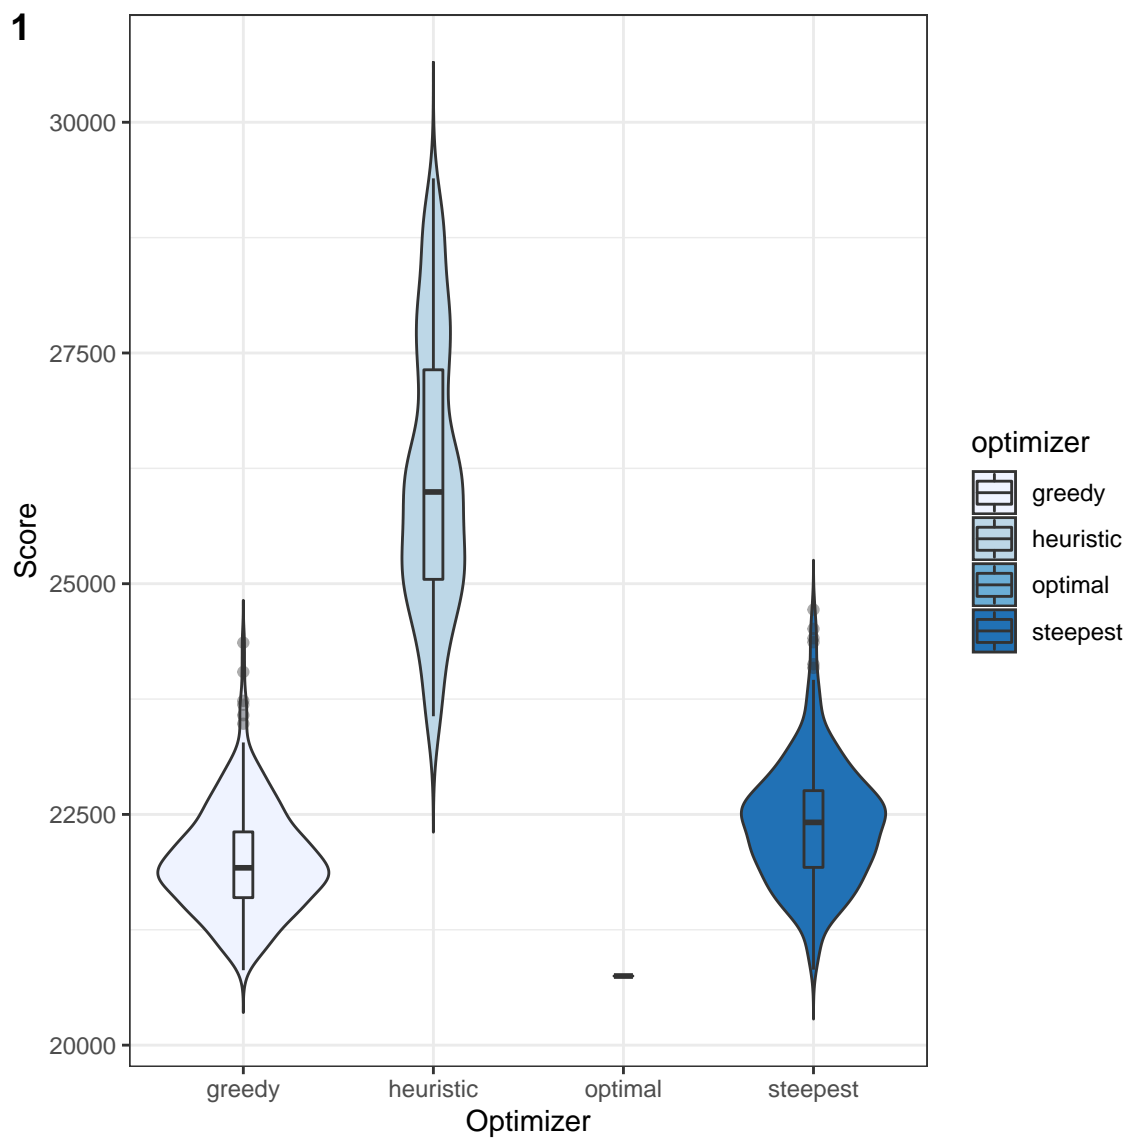 1
30000
27500
25000
22500
20000
Score
greedy
heuristic
optimal
steepest
Optimizer
optimizer
greedy
heuristic
optimal
steepest